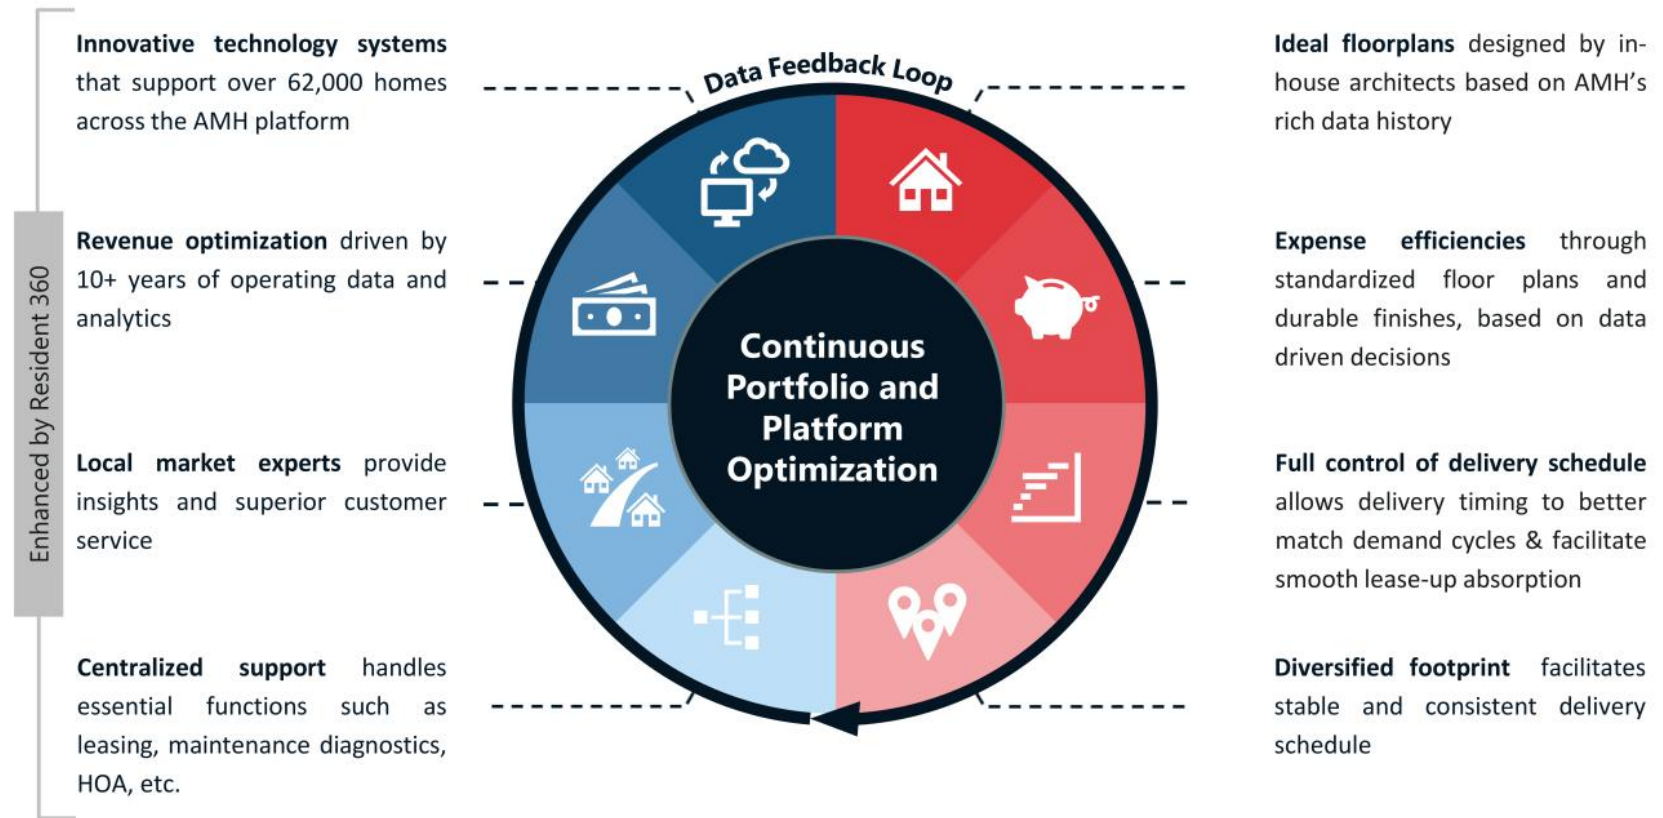 Enhanced by Resident 360
Innovative technology systems
that support over 62,000 homes
across the AMH platform
Revenue optimization driven by
10+ years of operating data and
analytics
Local market experts provide
insights and superior customer
service
Centralized support handles
essential functions such as
leasing, maintenance diagnostics,
HOA, etc.
Data Feedback Loop
Continuous
Portfolio and
Platform
Optimization
Ideal floorplans designed by in-
house architects based on AMH’s
rich data history
Expense efficiencies through
standardized floor plans and
durable finishes, based on data
driven decisions
Full control of delivery schedule
allows delivery timing to better
match demand cycles & facilitate
smooth lease-up absorption
Diversified footprint facilitates
stable and consistent delivery
schedule